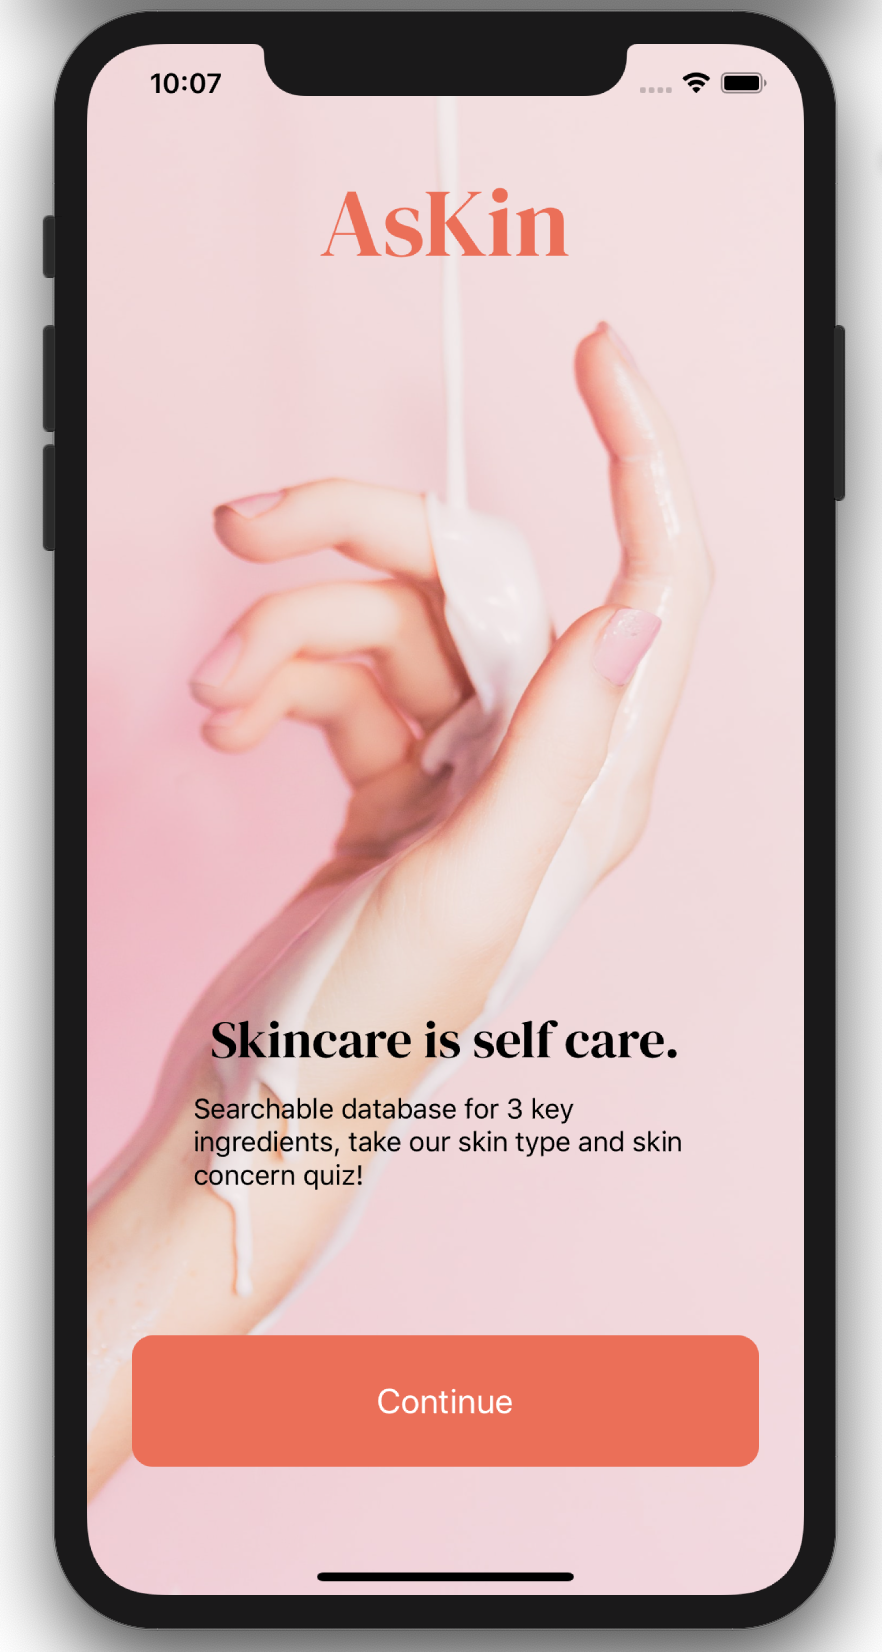 10:07
AsKin
Skincare is self care.
Searchable database for 3 key
ingredients, take our skin type and skin
concern quiz!
Continue